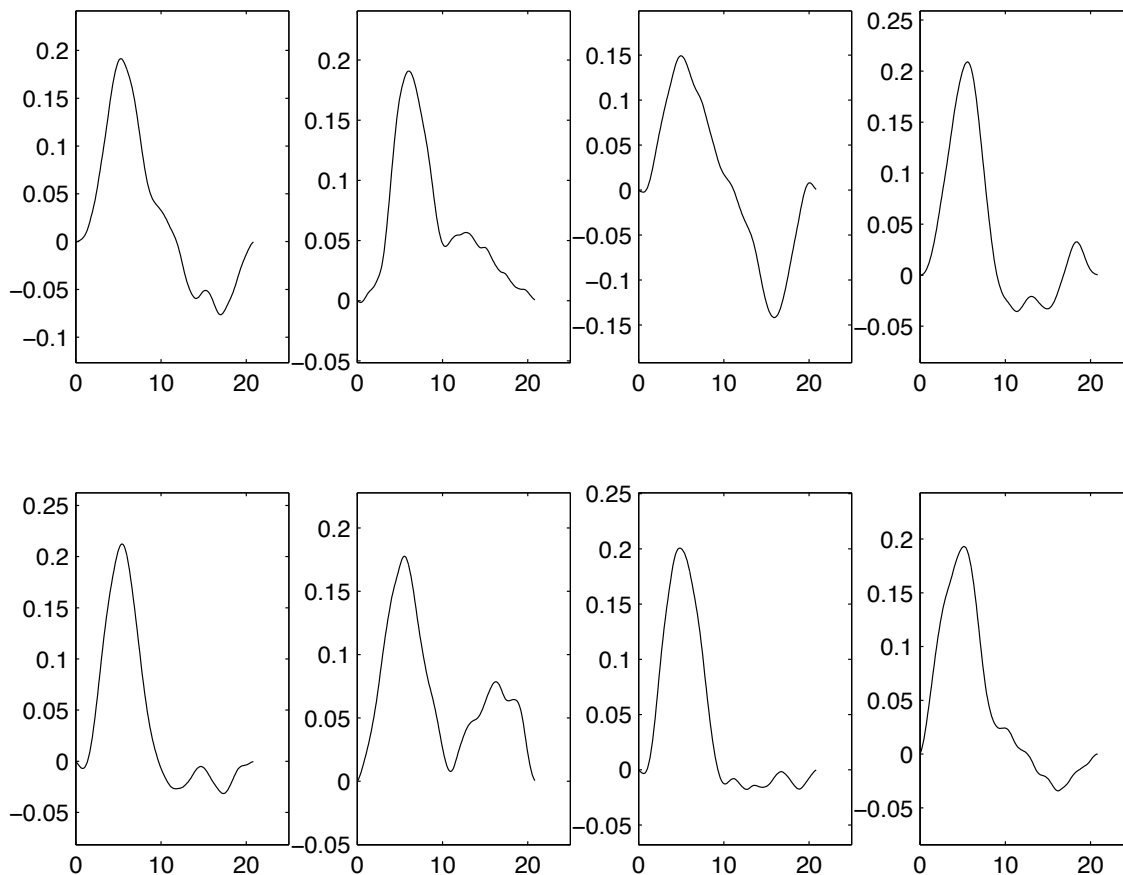 0.2 0.2 0.15 0.25
0.15 0.15 0.1 0.2
0.1 0.1 0.05 0.15
0.05 0.05 0 0.1
0 0 −0.05 0.05
−0.05 −0.05 −0.1 0
−0.1 −0.15 −0.05
0 10 20 0 10 20 0 10 20 0 10 20
0.25 0.2 0.25 0.2
0.2 0.15 0.2 0.15
0.15 0.1 0.15 0.1
0.1 0.05 0.1 0.05
0.05 0 0.05 0
0 −0.05 0 −0.05
−0.05 −0.05
0 10 20 0 10 20 0 10 20 0 10 20